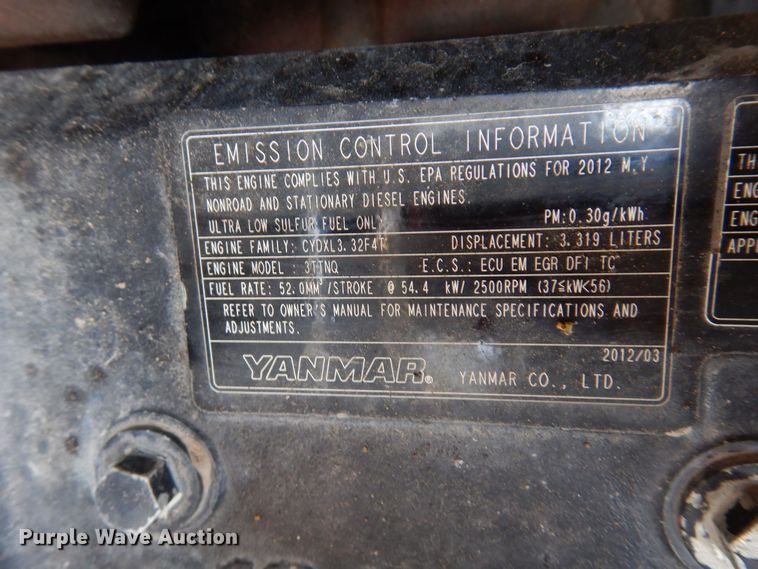 EMISSION CONTROL INFORMATION
THIS ENGINE COMPLIES WITH U.S. EPA REGULATIONS FOR 2012 M.Y.
NONROAD AND STATIONARY DIESEL ENGINES.
ULTRA LOW SULFUR FUEL ONLY PM:0.30g/kWh
ENGINE FAMILY: CYDXL3.32F4T DISPLACEMENT: 3.319 LITERS
ENGINE MODEL : 3TTNQ E.C.S.: ECU EM EGR DFI TC
FUEL RATE: 52.0MM³/STROKE @ 54.4 kW/ 2500RPM (37≤kW<56)
REFER TO OWNER'S MANUAL FOR MAINTENANCE SPECIFICATIONS AND
ADJUSTMENTS.
2012/03
YANMAR® YANMAR CO., LTD.
TH
ENG
ENG
APPL
Purple Wave Auction